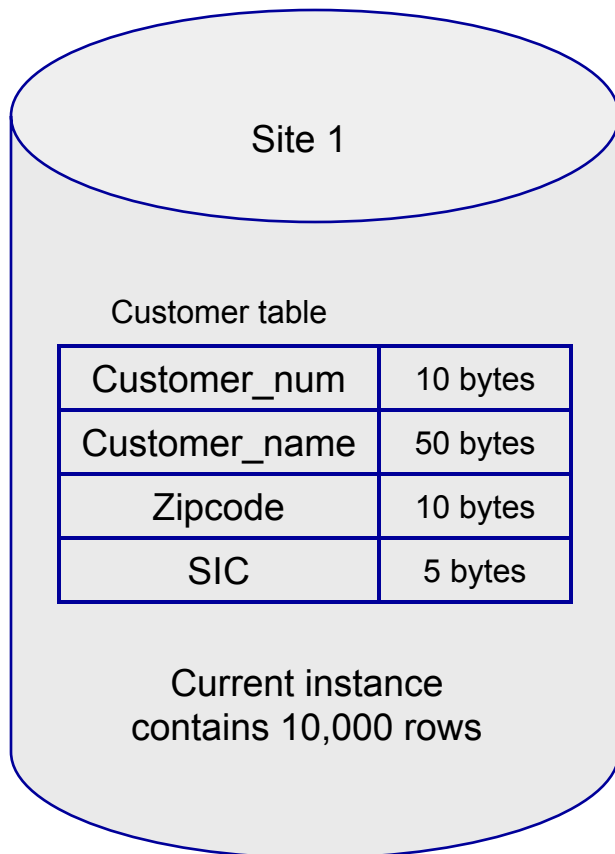 Site 1
Customer table
Customer_num 10 bytes
Customer_name 50 bytes
Zipcode 10 bytes
SIC 5 bytes
Current instance
contains 10,000 rows